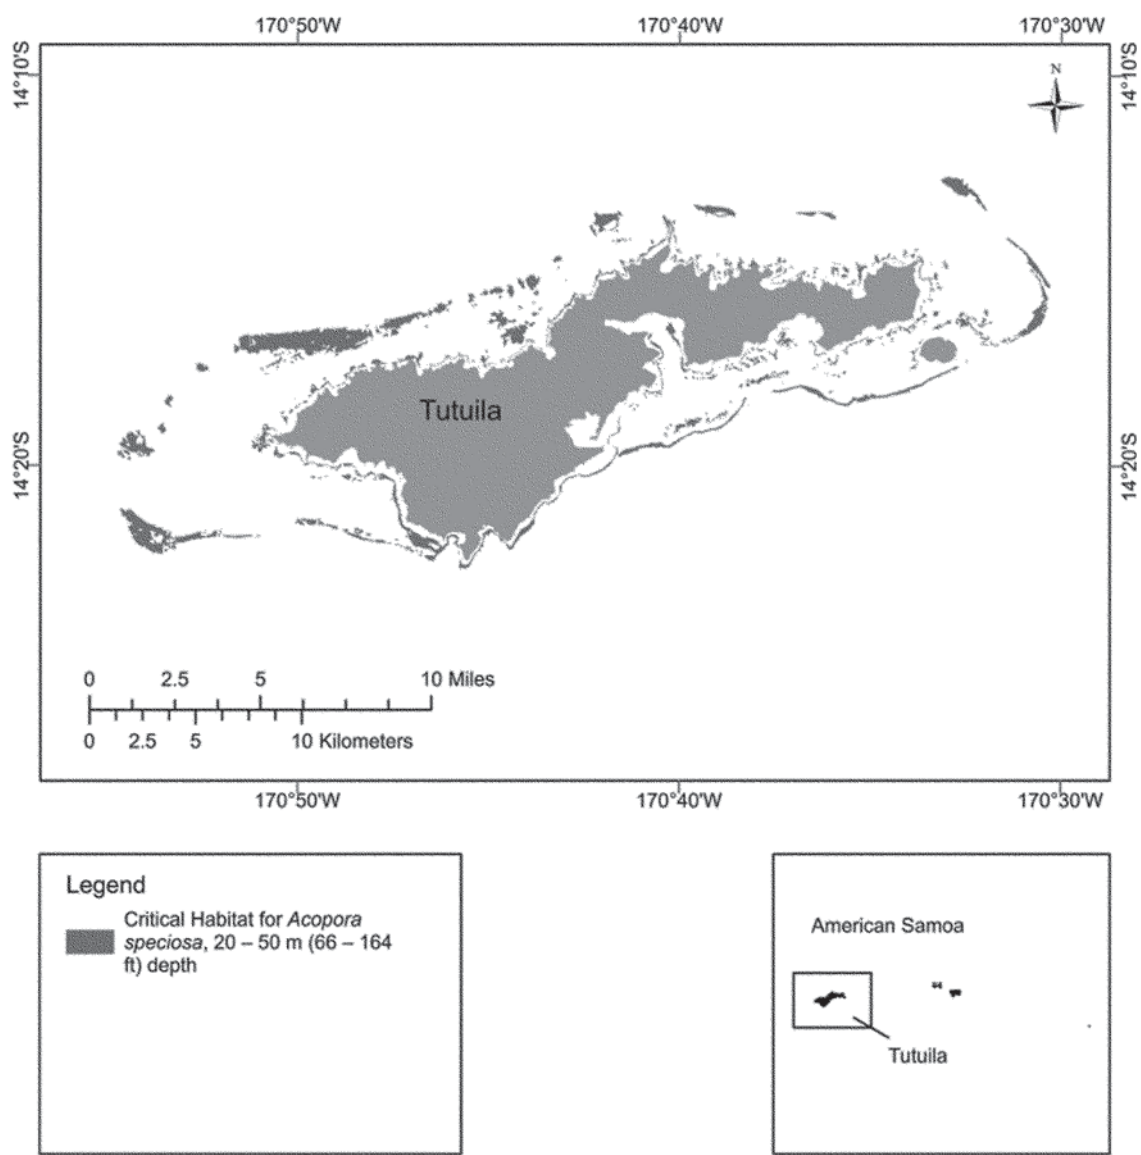 170°50'W 170°40'W 170°30'W
14°10'S 14°10'S
N
Tutuila
14°20'S 14°20'S
0 2.5 5 10 Miles
0 2.5 5 10 Kilometers
170°50'W 170°40'W 170°30'W
Legend
Critical Habitat for Acopora
speciosa, 20 – 50 m (66 – 164
ft) depth
American Samoa
Tutuila